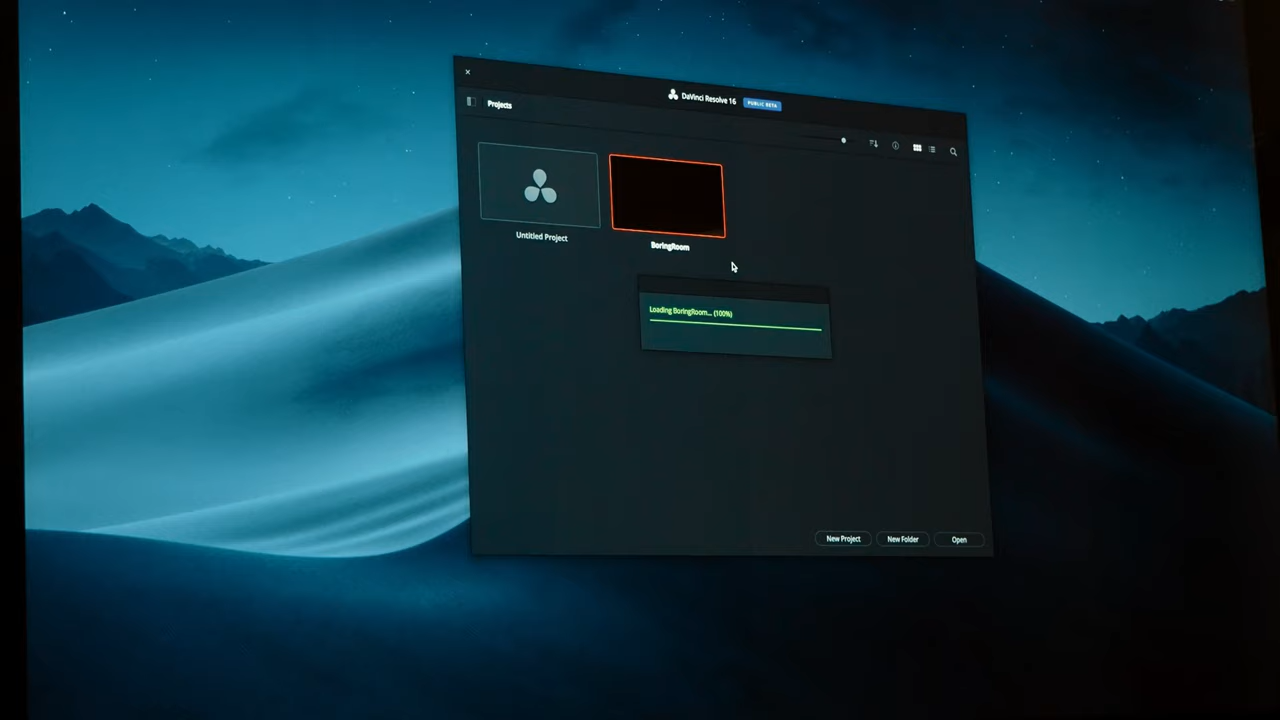 DaVinci Resolve 16 PUBLIC BETA
Projects
Untitled Project
BoringRoom
Loading BoringRoom... (100%)
New Project
New Folder
Open